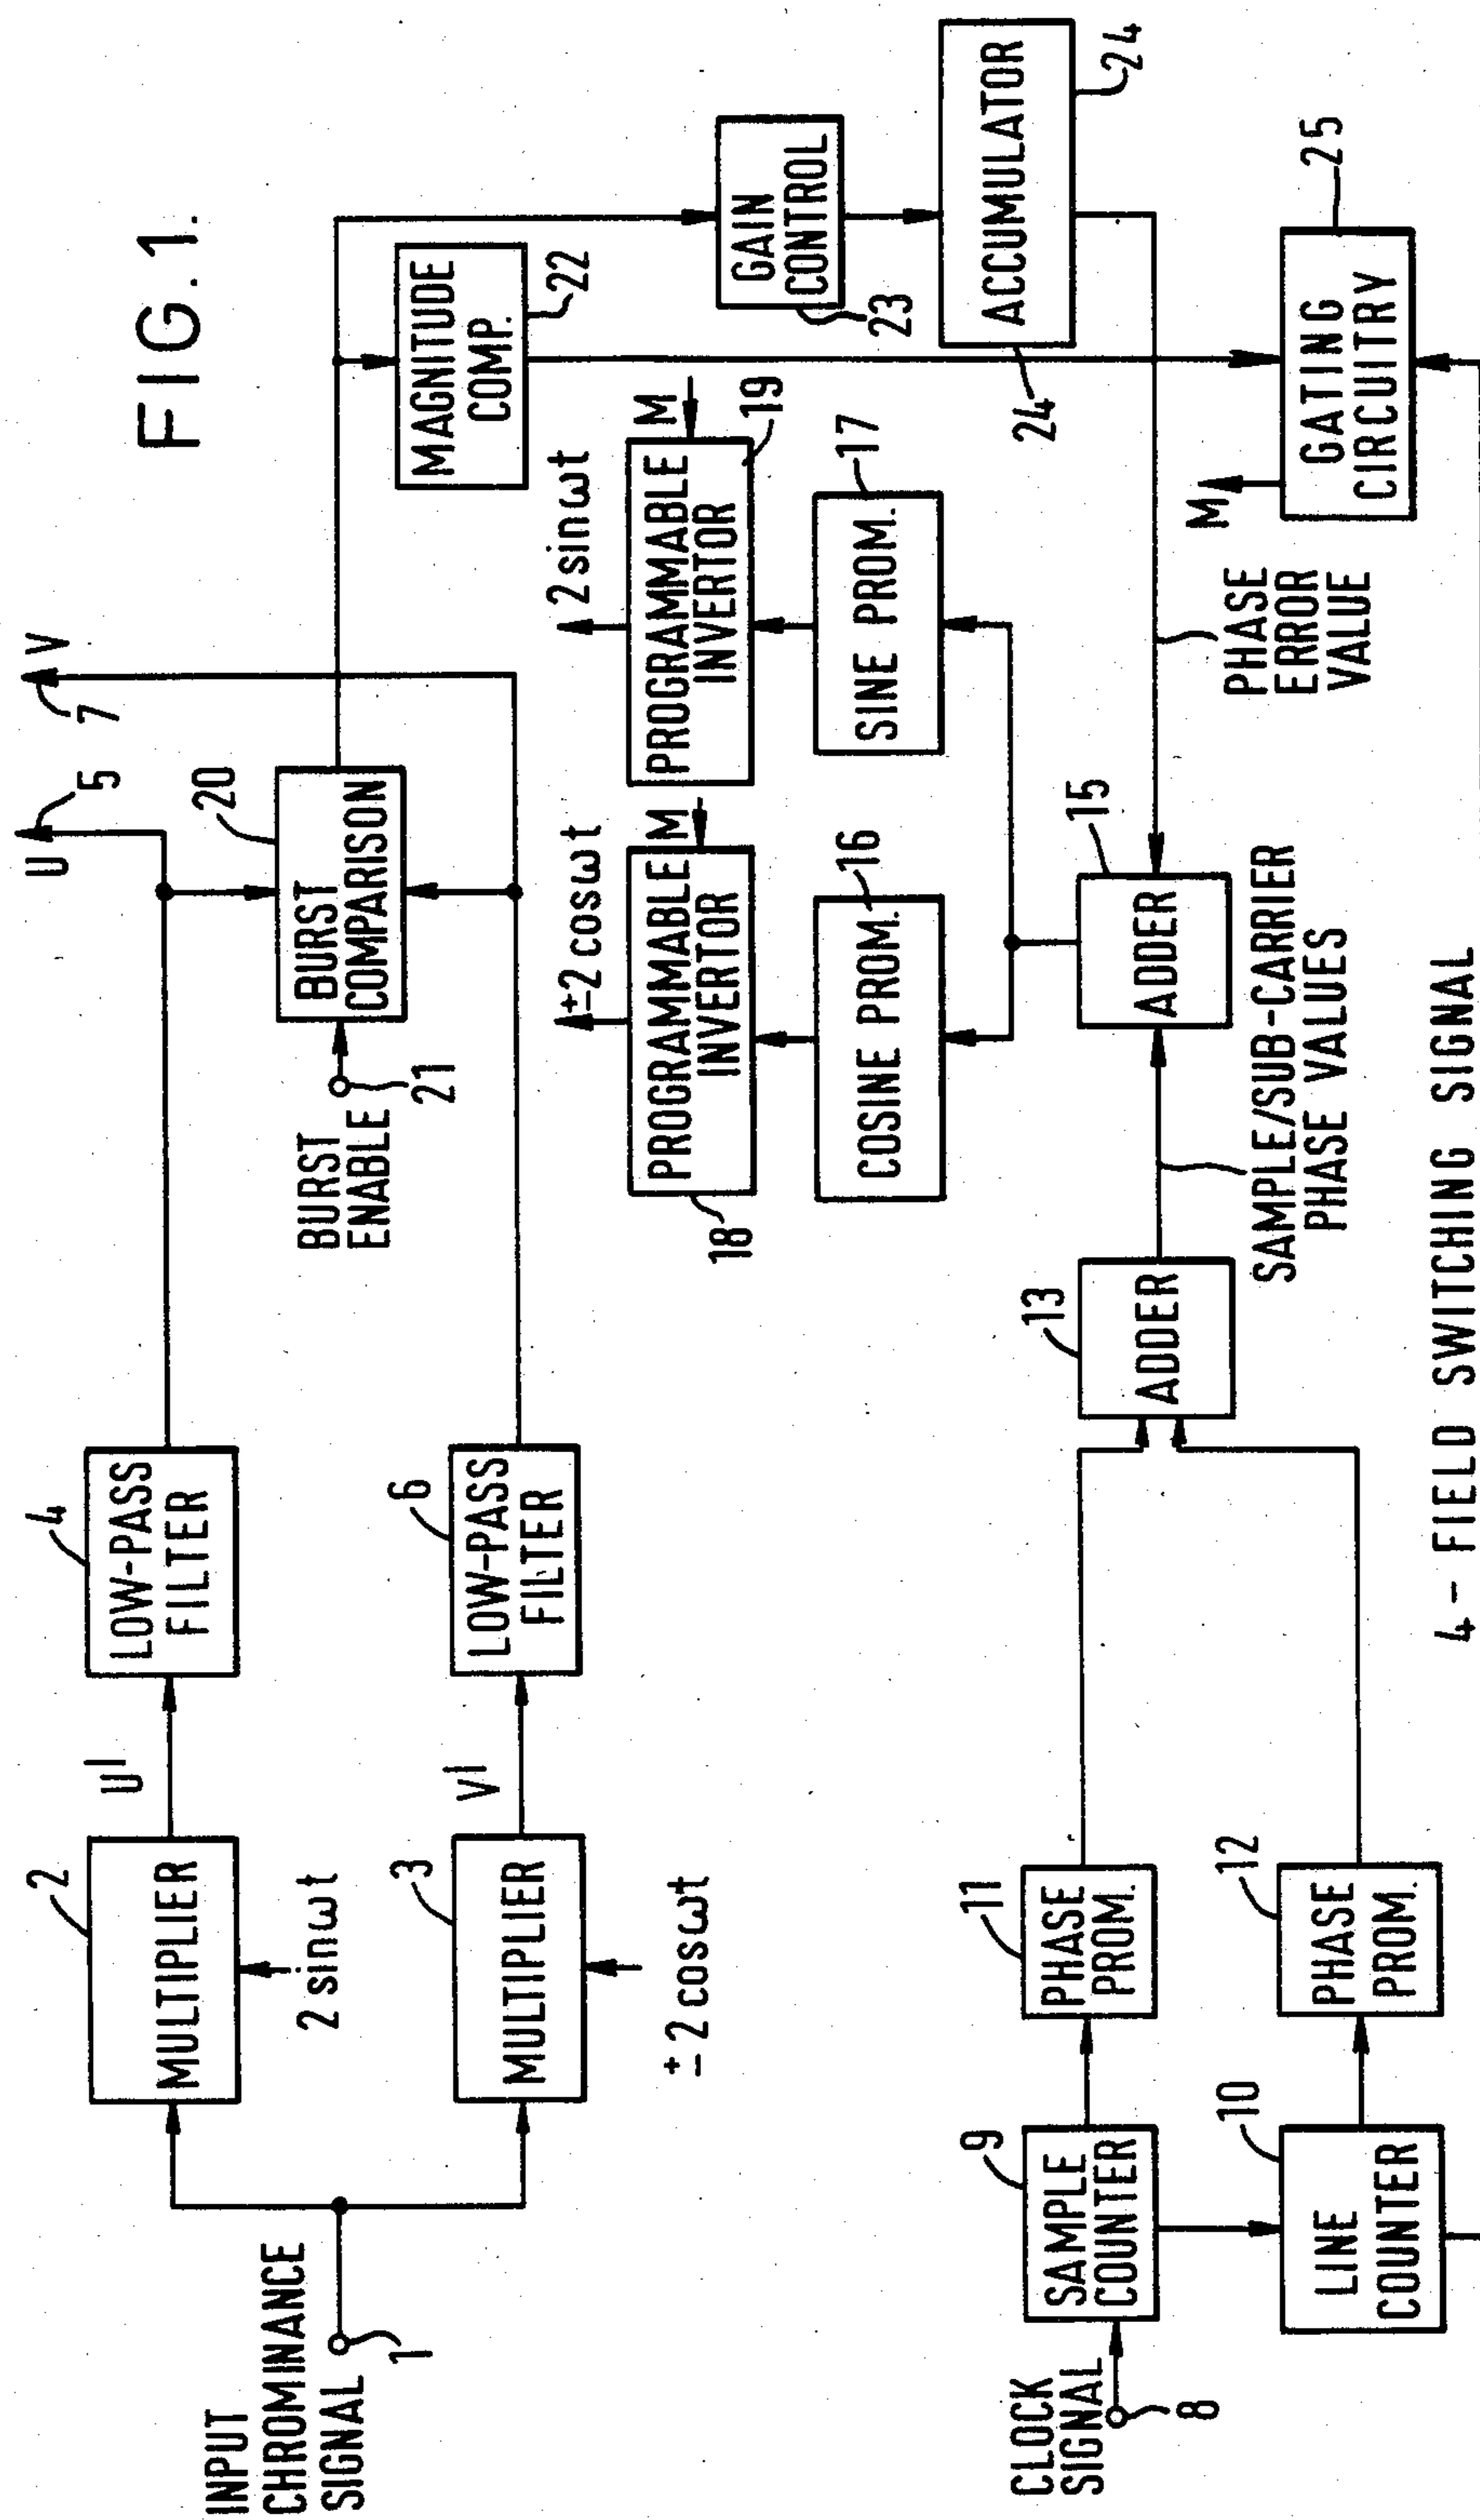 FIG.1.
INPUT
CHROMINANCE
SIGNAL
1
2
MULTIPLIER
2 sinωt
U'
4
LOW-PASS
FILTER
U
5
7
V
3
MULTIPLIER
± 2 cosωt
V'
6
LOW-PASS
FILTER
BURST
ENABLE
21
20
BURST
COMPARISON
MAGNITUDE
COMP.
22
±2 cosωt
2 sinωt
PROGRAMMABLE
INVERTOR
M
18
PROGRAMMABLE
INVERTOR
M
19
GAIN
CONTROL
23
COSINE PROM.
16
SINE PROM.
17
ACCUMULATOR
24
24
CLOCK
SIGNAL
8
9
SAMPLE
COUNTER
11
PHASE
PROM.
13
ADDER
15
ADDER
SAMPLE/SUB-CARRIER
PHASE VALUES
PHASE
ERROR
VALUE
10
LINE
COUNTER
12
PHASE
PROM.
M
GATING
CIRCUITRY
25
4 - FIELD SWITCHING SIGNAL